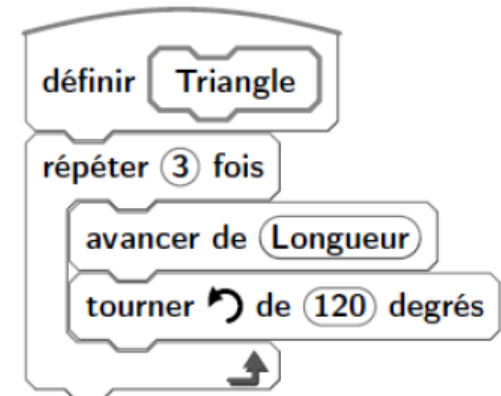 définir Triangle
répéter 3 fois
avancer de Longueur
tourner de 120 degrés